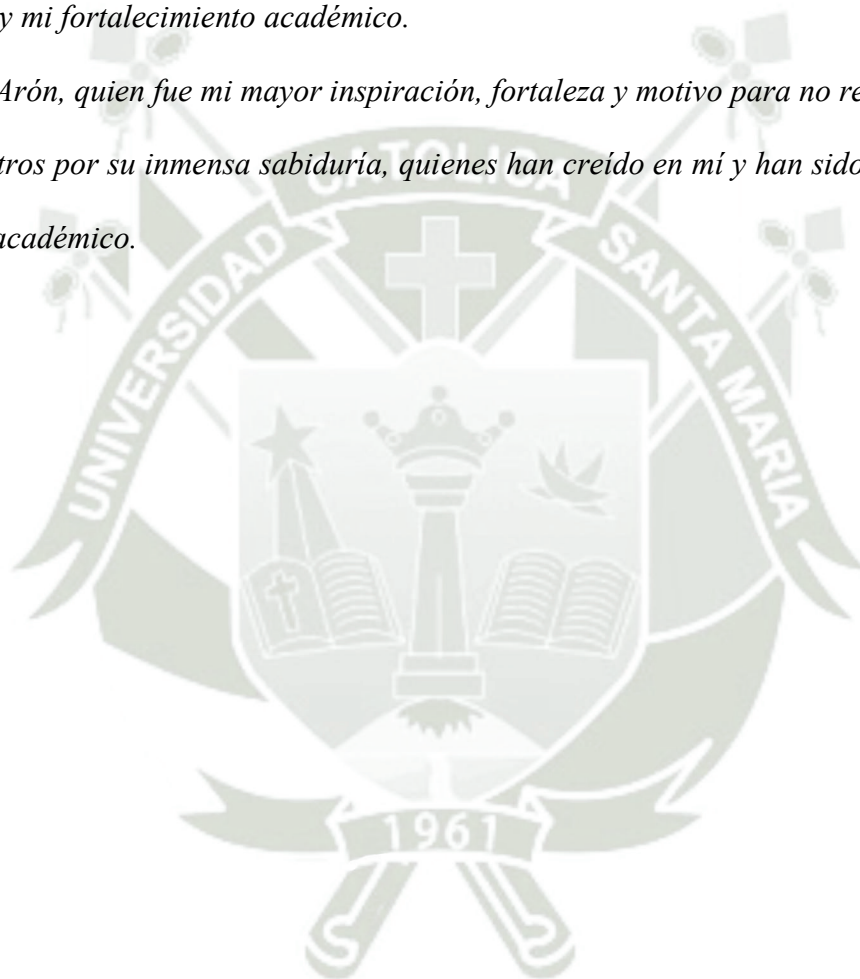 y mi fortalecimiento académico.
Arón, quien fue mi mayor inspiración, fortaleza y motivo para no re
tros por su inmensa sabiduría, quienes han creído en mí y han sido
académico.
UNIVERSIDAD CATOLICA SANTA MARIA
1961